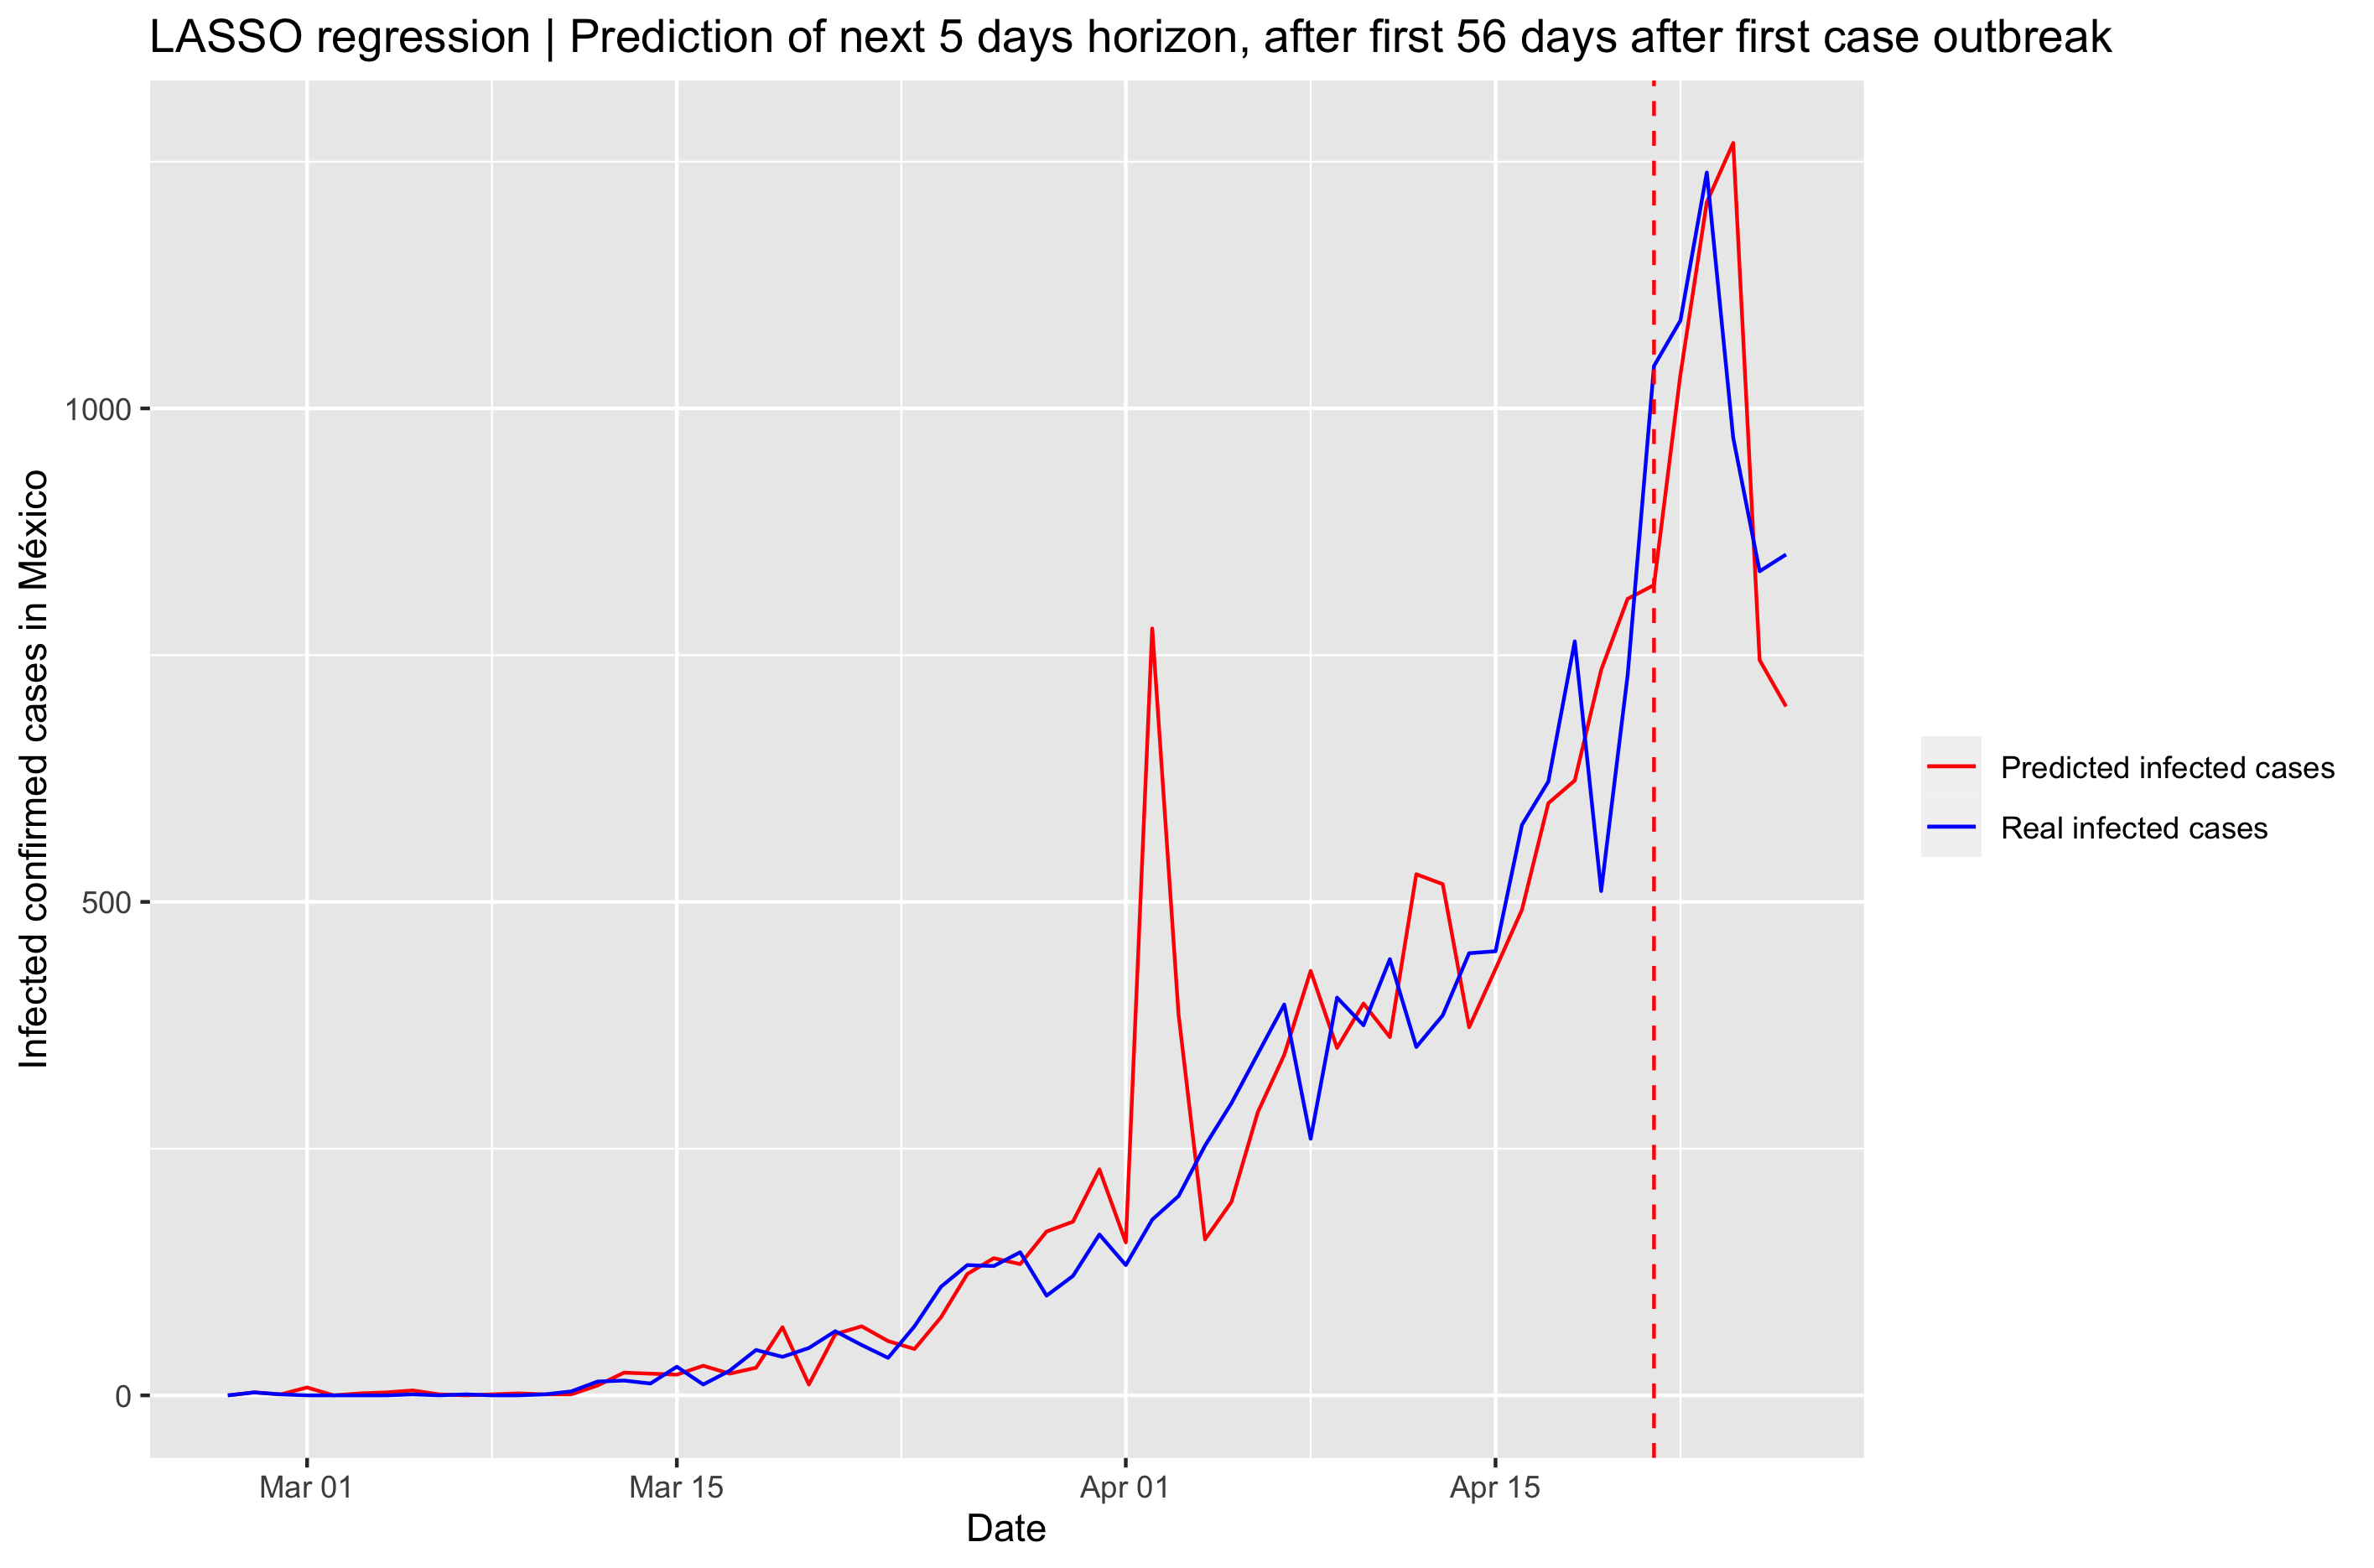 LASSO regression | Prediction of next 5 days horizon, after first 56 days after first case outbreak
Infected confirmed cases in México
1000
500
0
Mar 01
Mar 15
Apr 01
Apr 15
Date
Predicted infected cases
Real infected cases